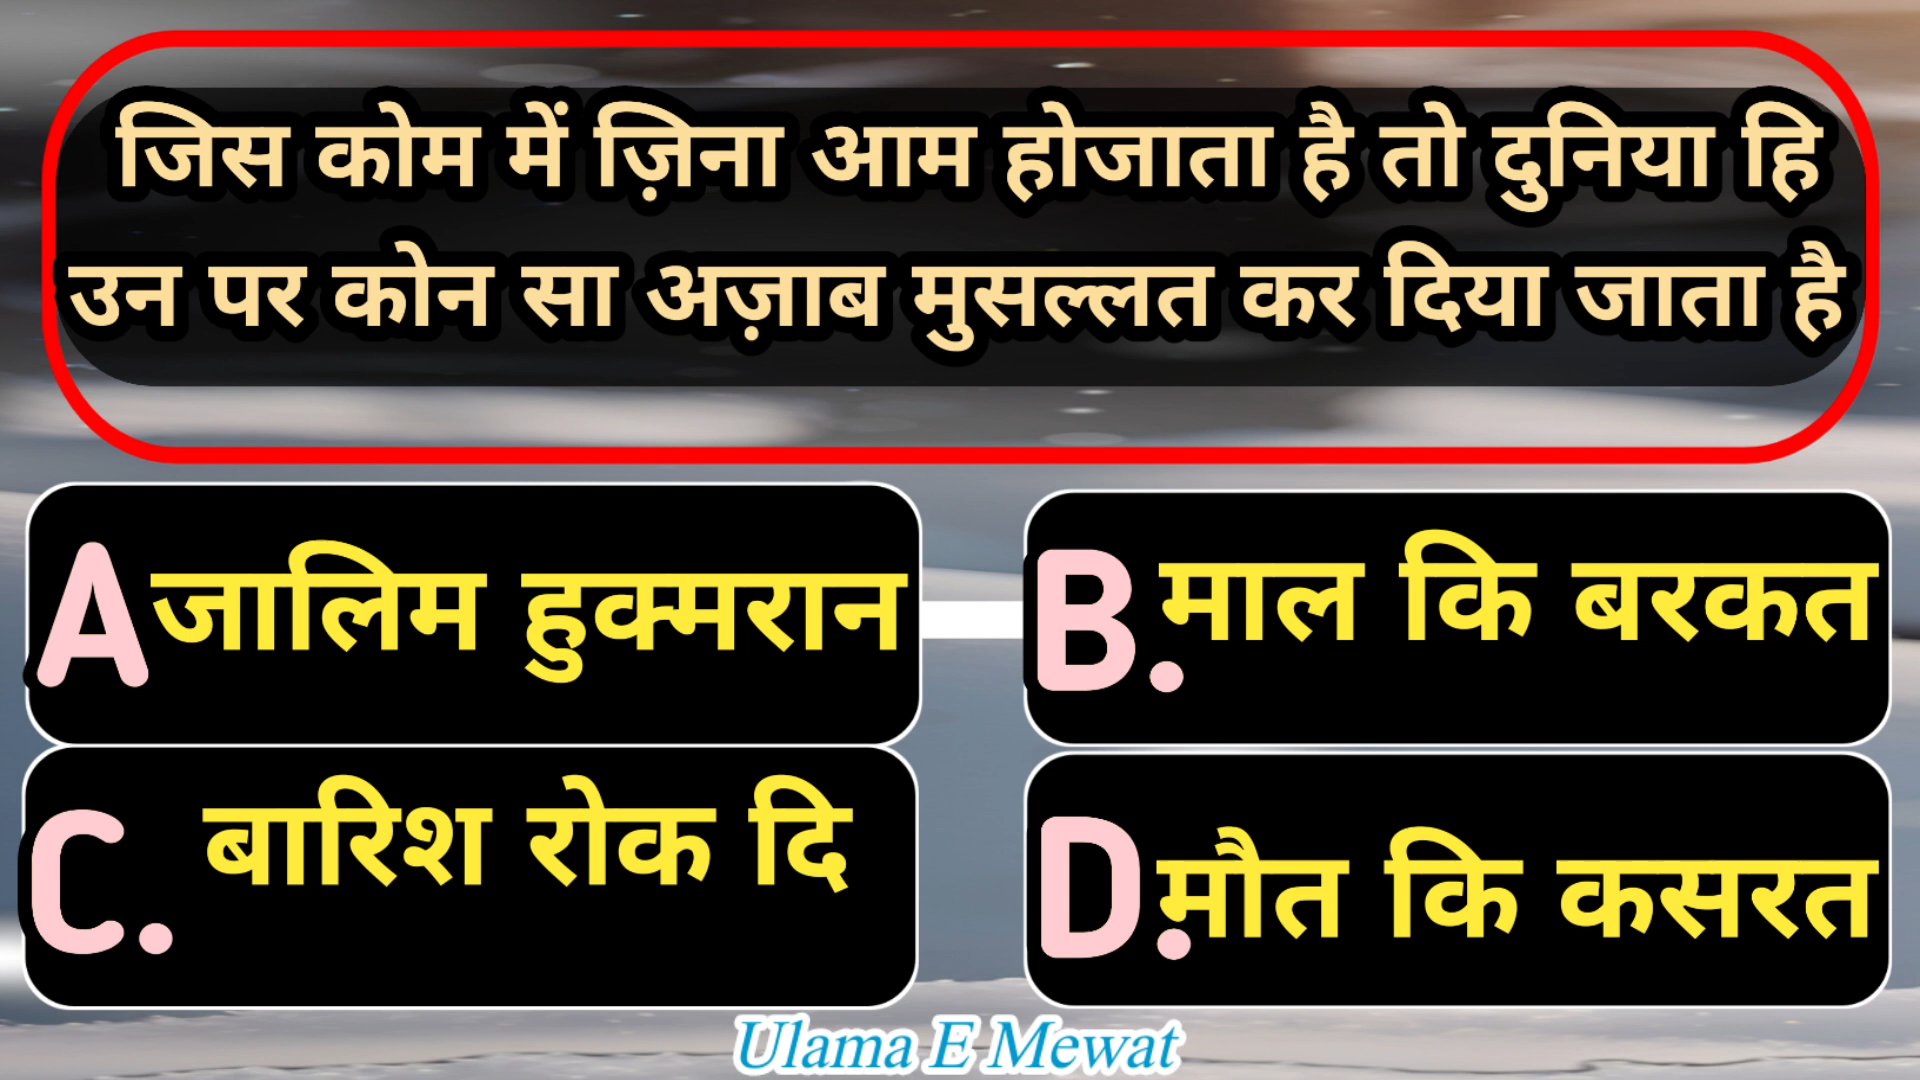 जिस कोम में ज़िना आम होजाता है तो दुनिया हि
उन पर कोन सा अज़ाब मुसल्लत कर दिया जाता है
A जालिम हुक्मरान
B. माल कि बरकत
C. बारिश रोक दि
D. मौत कि कसरत
Ulama E Mewat